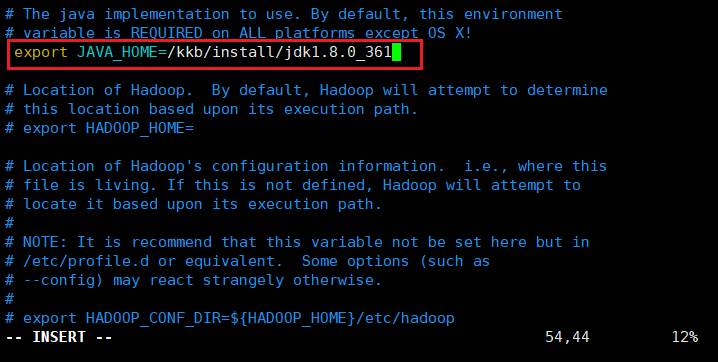 # The java implementation to use. By default, this environment
# variable is REQUIRED on ALL platforms except OS X!
export JAVA_HOME=/kkb/install/jdk1.8.0_361
# Location of Hadoop.  By default, Hadoop will attempt to determine
# this location based upon its execution path.
# export HADOOP_HOME=
# Location of Hadoop's configuration information.  i.e., where this
# file is living. If this is not defined, Hadoop will attempt to
# locate it based upon its execution path.
#
# NOTE: It is recommend that this variable not be set here but in
# /etc/profile.d or equivalent.  Some options (such as
# --config) may react strangely otherwise.
#
# export HADOOP_CONF_DIR=${HADOOP_HOME}/etc/hadoop
-- INSERT -- 54,44 12%